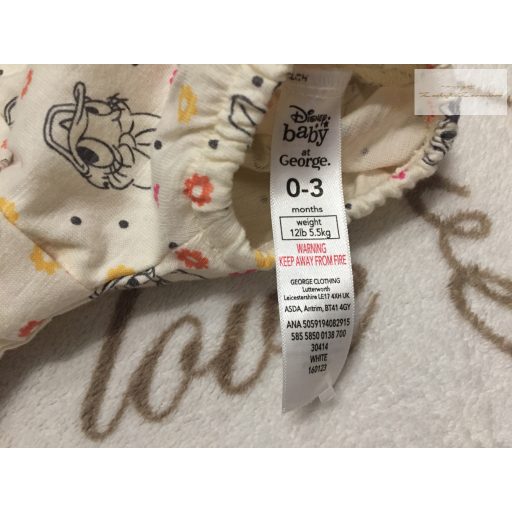 Disney
baby
at
George.
0-3
months
weight
12lb 5.5kg
WARNING
KEEP AWAY FROM FIRE
GEORGE CLOTHING
Lutterworth
Leicestershire LE17 4XH UK
ASDA, Antrim, BT41 4GY
ANA 5059194082915
585 5850 0138 700
30414
WHITE
160123
love